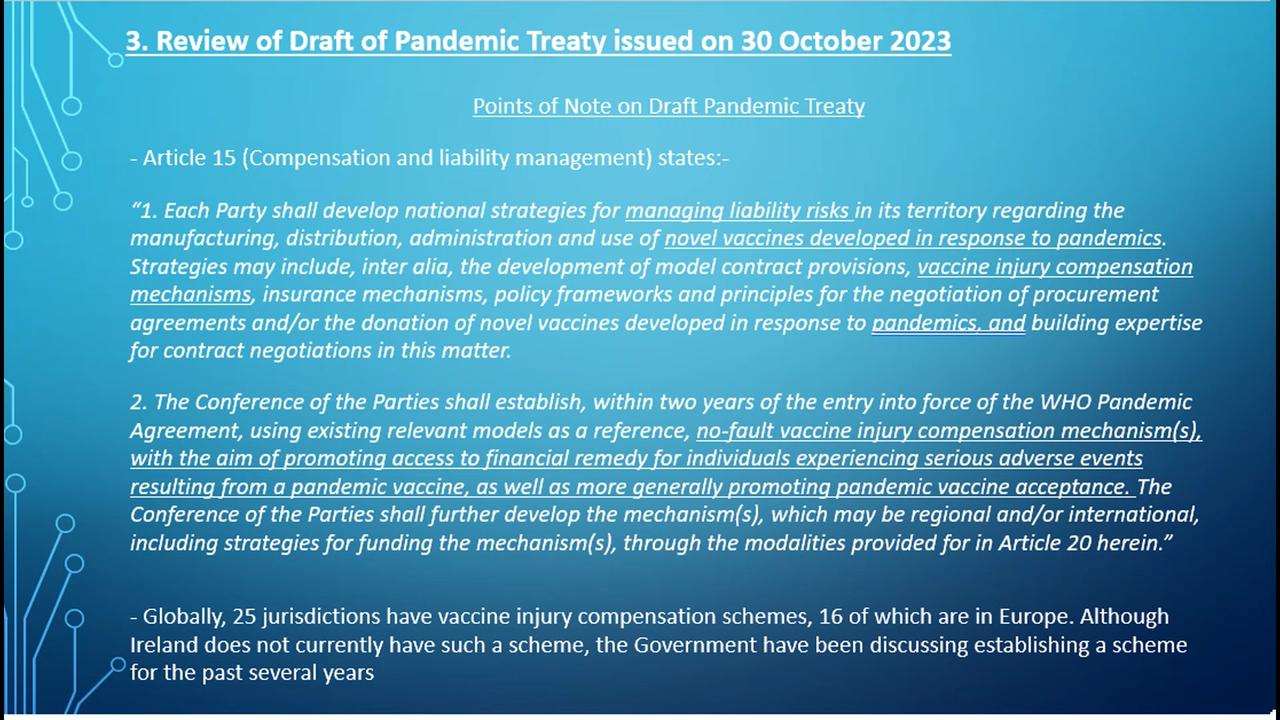 3. Review of Draft of Pandemic Treaty issued on 30 October 2023
Points of Note on Draft Pandemic Treaty
- Article 15 (Compensation and liability management) states:-
“1. Each Party shall develop national strategies for managing liability risks in its territory regarding the
manufacturing, distribution, administration and use of novel vaccines developed in response to pandemics.
Strategies may include, inter alia, the development of model contract provisions, vaccine injury compensation
mechanisms, insurance mechanisms, policy frameworks and principles for the negotiation of procurement
agreements and/or the donation of novel vaccines developed in response to pandemics, and building expertise
for contract negotiations in this matter.
2. The Conference of the Parties shall establish, within two years of the entry into force of the WHO Pandemic
Agreement, using existing relevant models as a reference, no-fault vaccine injury compensation mechanism(s),
with the aim of promoting access to financial remedy for individuals experiencing serious adverse events
resulting from a pandemic vaccine, as well as more generally promoting pandemic vaccine acceptance. The
Conference of the Parties shall further develop the mechanism(s), which may be regional and/or international,
including strategies for funding the mechanism(s), through the modalities provided for in Article 20 herein.”
- Globally, 25 jurisdictions have vaccine injury compensation schemes, 16 of which are in Europe. Although
Ireland does not currently have such a scheme, the Government have been discussing establishing a scheme
for the past several years